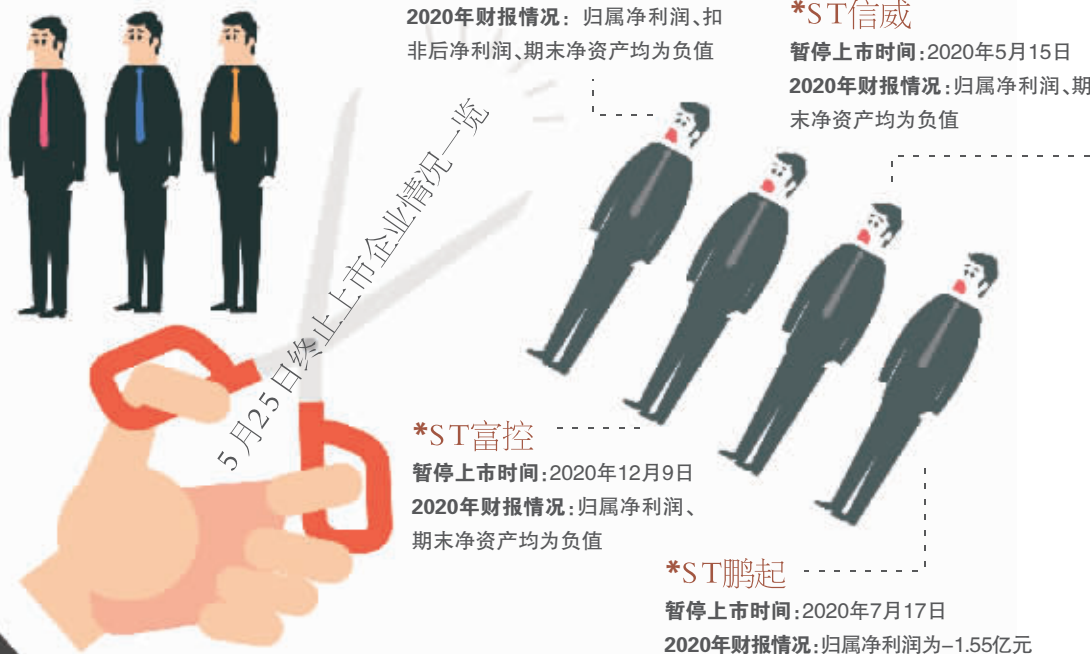 2020年财报情况：归属净利润、扣
非后净利润、期末净资产均为负值
*ST信威
暂停上市时间:2020年5月15日
2020年财报情况:归属净利润、期
末净资产均为负值
5月25日终止上市企业情况一览
*ST富控
暂停上市时间:2020年12月9日
2020年财报情况:归属净利润、
期末净资产均为负值
*ST鹏起
暂停上市时间:2020年7月17日
2020年财报情况:归属净利润为-1.55亿元